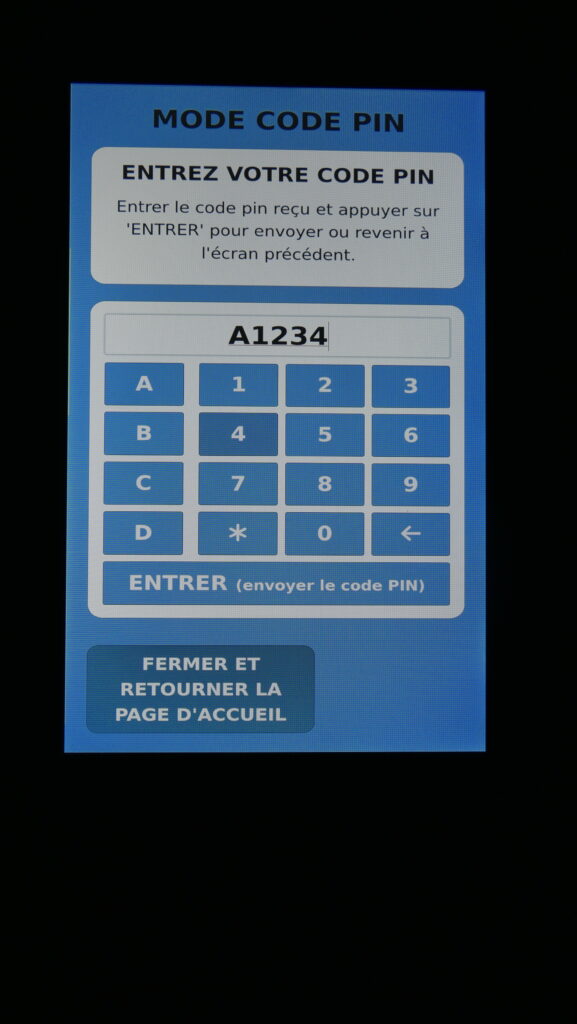 MODE CODE PIN
ENTREZ VOTRE CODE PIN
Entrer le code pin reçu et appuyer sur
'ENTRER' pour envoyer ou revenir à
l'écran précédent.
A1234
A 1 2 3
B 4 5 6
C 7 8 9
D * 0 ←
ENTRER (envoyer le code PIN)
FERMER ET
RETOURNER LA
PAGE D'ACCUEIL